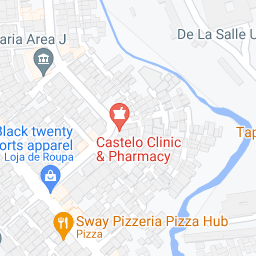 aria Area J
De La Salle U
Black twenty
orts apparel
Loja de Roupa
Castelo Clinic
& Pharmacy
Tap
Sway Pizzeria Pizza Hub
Pizza